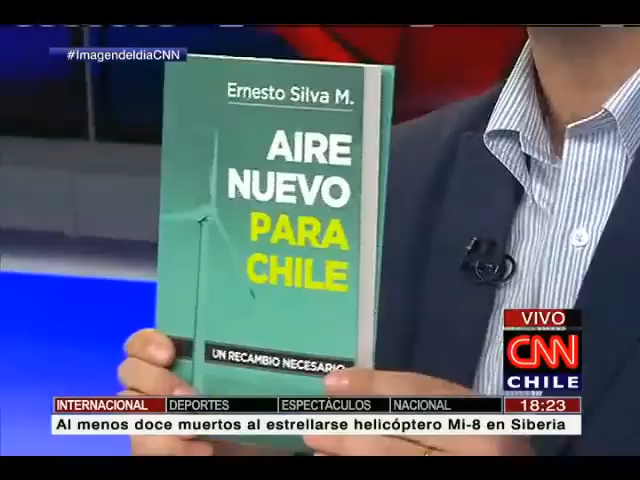 #ImagendeldíaCNN
Ernesto Silva M.
AIRE
NUEVO
PARA
CHILE
UN RECAMBIO NECESARIO
VIVO
CNN
CHILE
INTERNACIONAL DEPORTES ESPECTÁCULOS NACIONAL 18:23
Al menos doce muertos al estrellarse helicóptero Mi-8 en Siberia